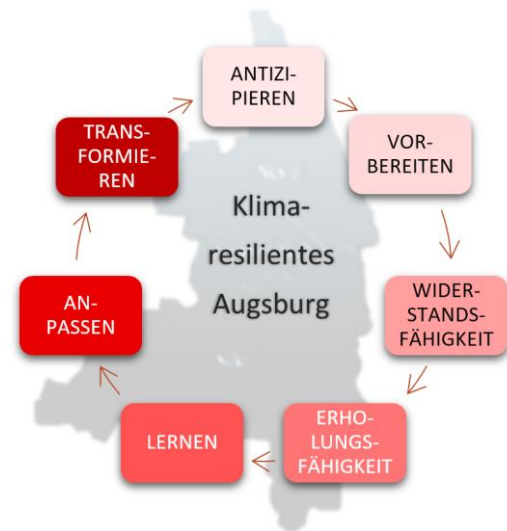 ANTIZI-
PIEREN
VOR-
BEREITEN
WIDER-
STANDS-
FÄHIGKEIT
ERHO-
LUNGS-
FÄHIGKEIT
LERNEN
AN-
PASSEN
TRANS-
FORMIE-
REN
Klima-
resilientes
Augsburg